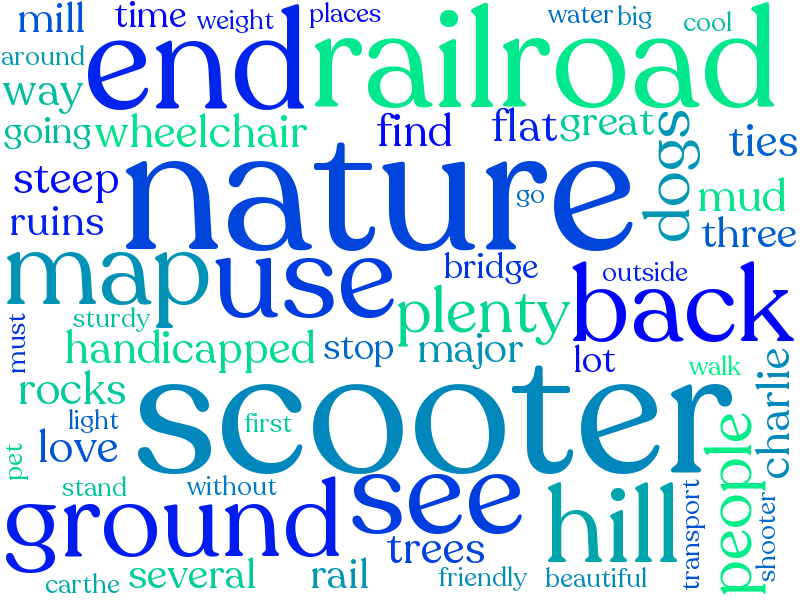 mill
time
weight
places
water
big
cool
around
end
railroad
way
going
wheelchair
find
flat
great
dogs
ties
steep
nature
go
mud
ruins
three
map
use
bridge
outside
back
must
sturdy
plenty
handicapped
stop
major
lot
walk
charlie
rocks
scooter
light
first
love
people
pet
stand
without
see
hill
transport
shooter
ground
trees
carthe
several
rail
friendly
beautiful